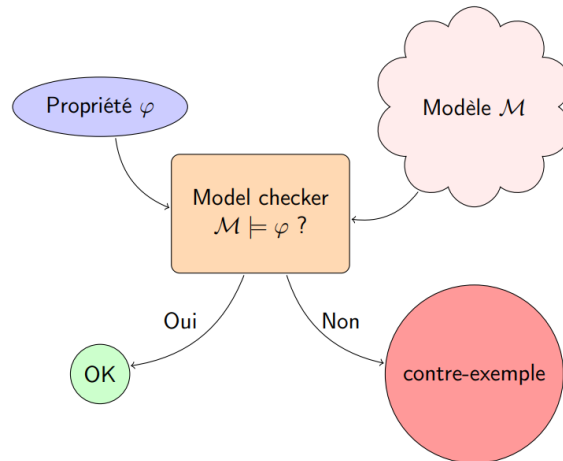 Propriété φ
Modèle ℳ
Model checker
ℳ ⊨ φ ?
Oui
Non
OK
contre-exemple